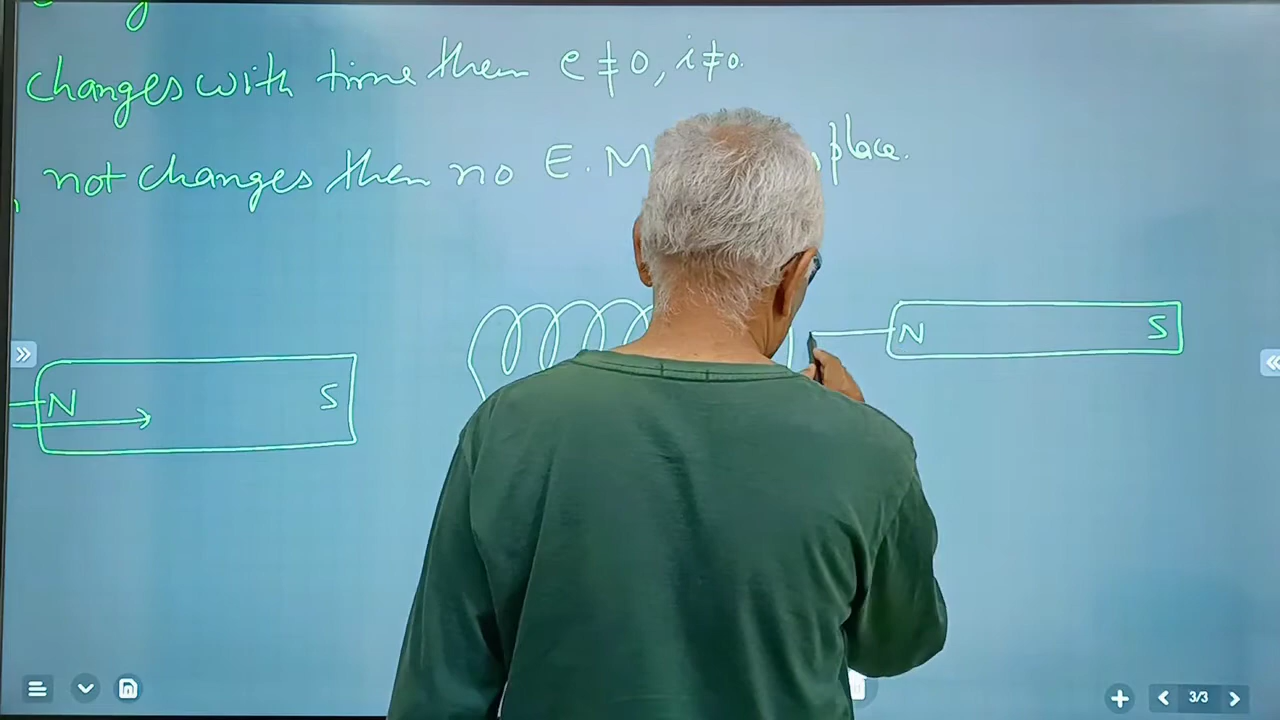 changes with time then e ≠ 0, i ≠ 0.
not changes then no E.M place.
N S
N S
3/3